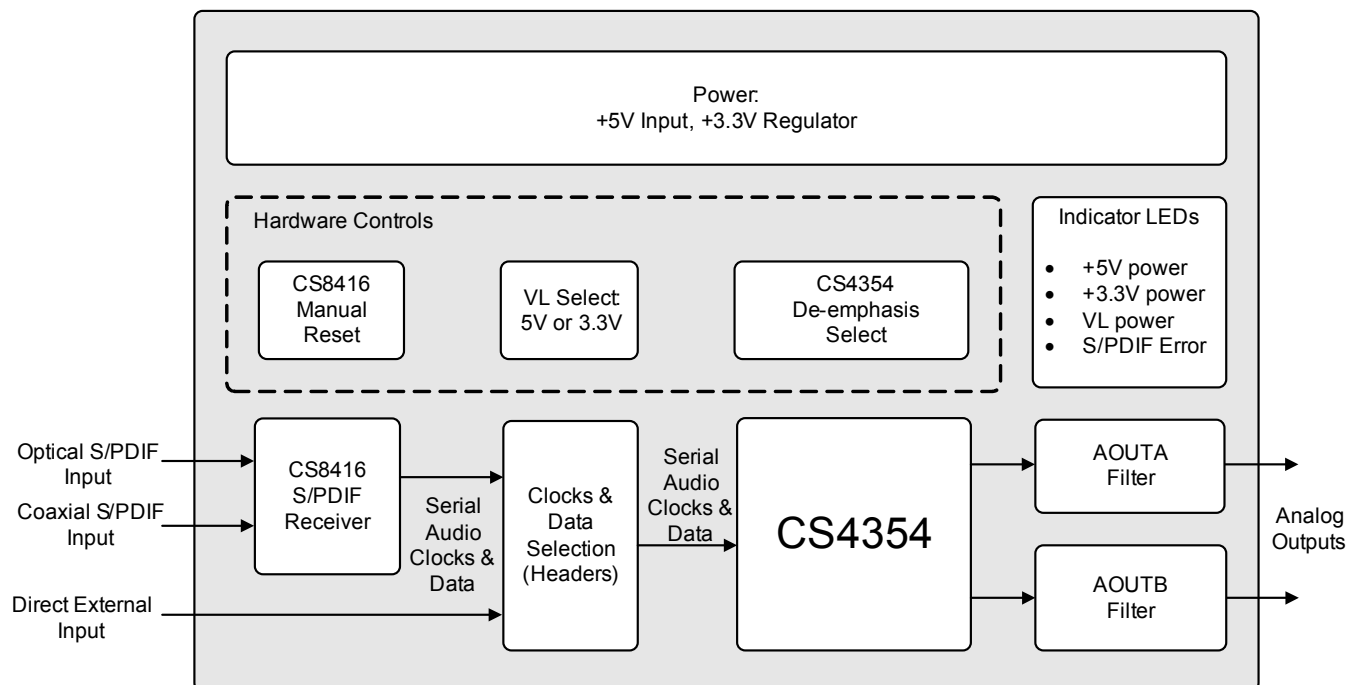 Power:
+5V Input, +3.3V Regulator
Hardware Controls
CS8416
Manual
Reset
VL Select:
5V or 3.3V
CS4354
De-emphasis
Select
Indicator LEDs
• +5V power
• +3.3V power
• VL power
• S/PDIF Error
Optical S/PDIF
Input
Coaxial S/PDIF
Input
Direct External
Input
CS8416
S/PDIF
Receiver
Serial
Audio
Clocks &
Data
Clocks &
Data
Selection
(Headers)
Serial
Audio
Clocks &
Data
CS4354
AOUTA
Filter
AOUTB
Filter
Analog
Outputs